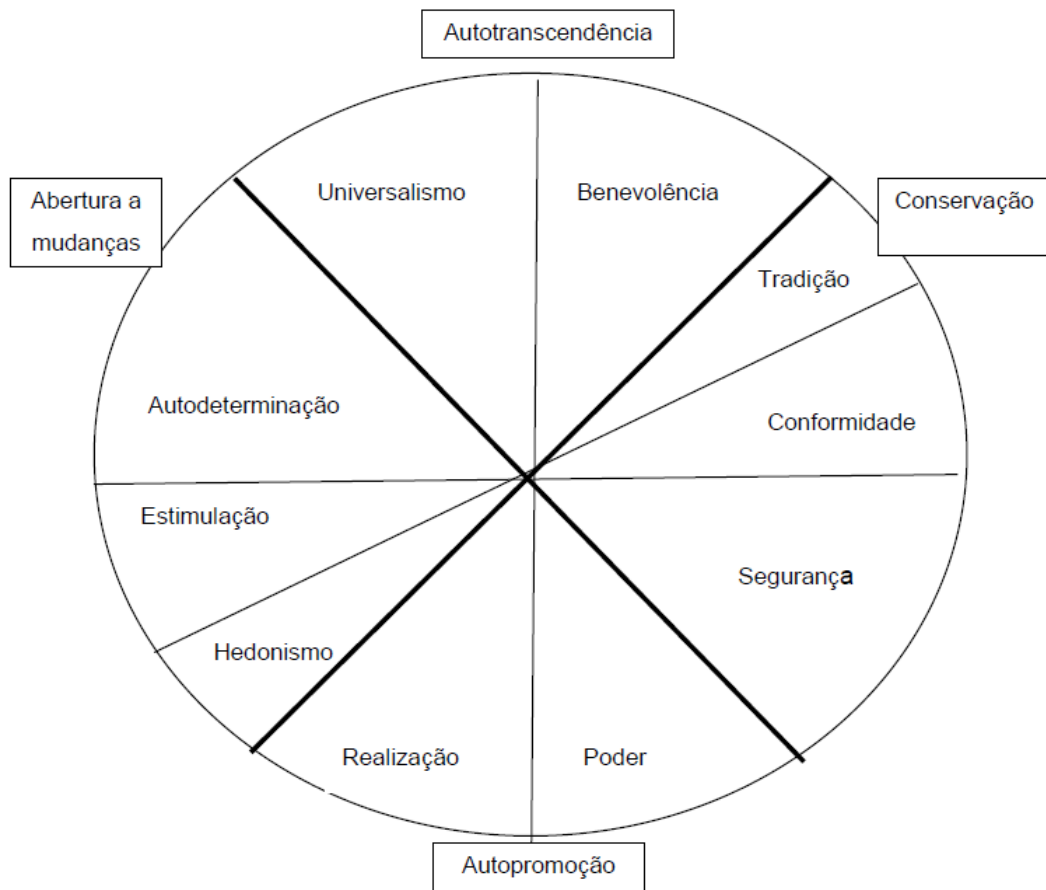 Autotranscendência
Universalismo
Benevolência
Abertura a
mudanças
Conservação
Tradição
Autodeterminação
Conformidade
Estimulação
Segurança
Hedonismo
Realização
Poder
Autopromoção